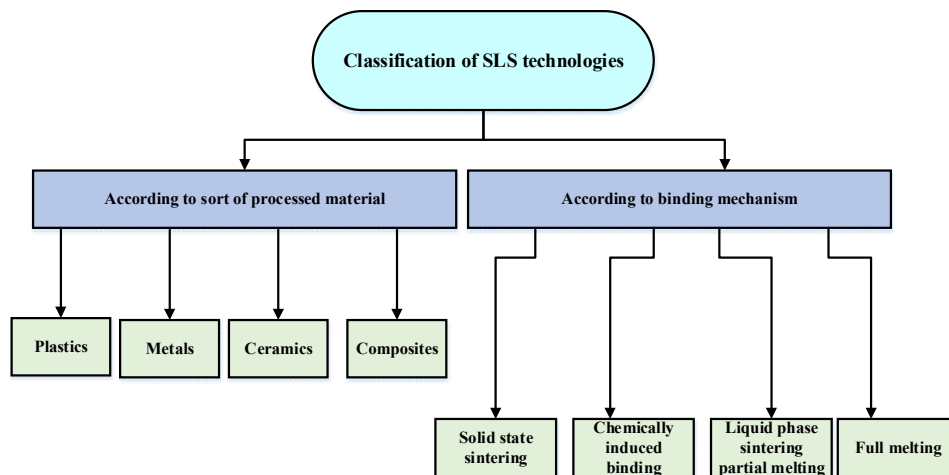 Classification of SLS technologies
According to sort of processed material
According to binding mechanism
Plastics
Metals
Ceramics
Composites
Solid state
sintering
Chemically
induced
binding
Liquid phase
sintering
partial melting
Full melting